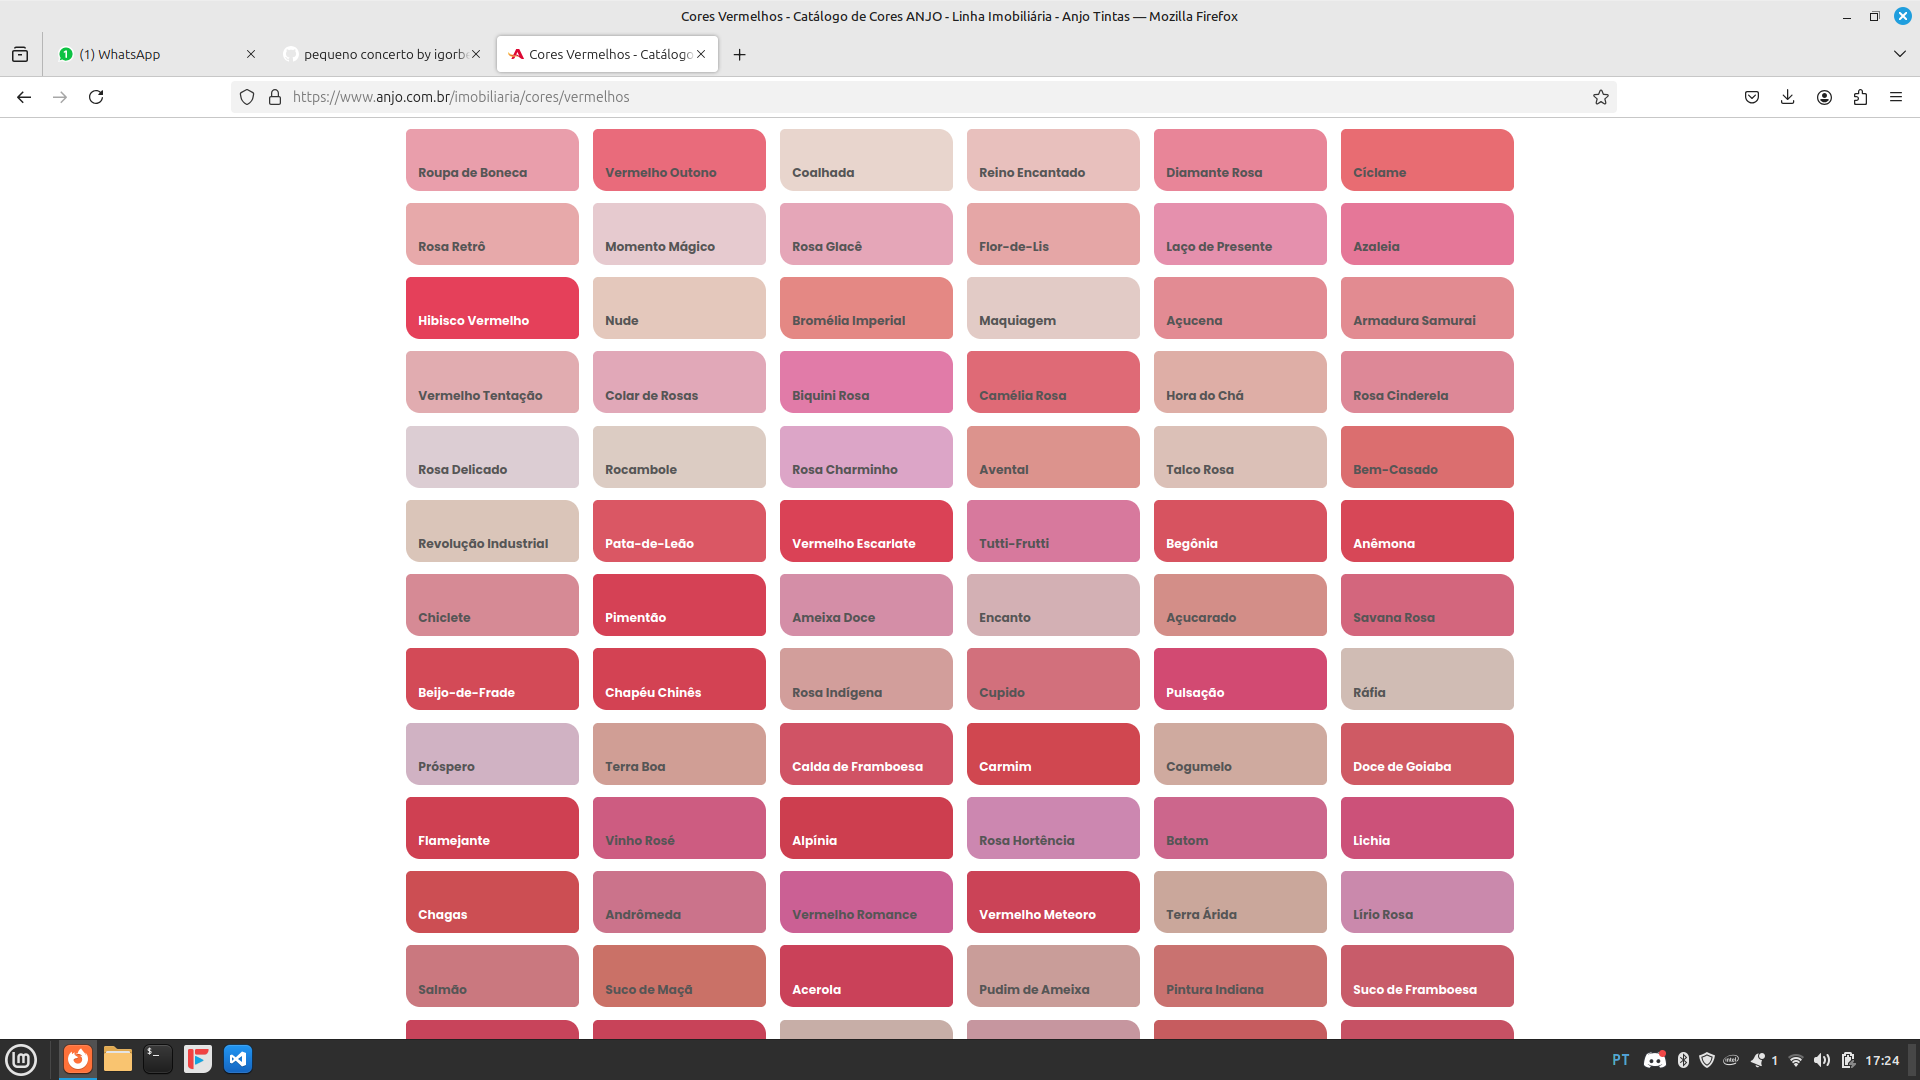 Cores Vermelhos - Catálogo de Cores ANJO - Linha Imobiliária - Anjo Tintas — Mozilla Firefox
(1) WhatsApp
pequeno concerto by igorbe
Cores Vermelhos - Catálogo
https://www.anjo.com.br/imobiliaria/cores/vermelhos
Roupa de Boneca
Vermelho Outono
Coalhada
Reino Encantado
Diamante Rosa
Cíclame
Rosa Retrô
Momento Mágico
Rosa Glacê
Flor-de-Lis
Laço de Presente
Azaleia
Hibisco Vermelho
Nude
Bromélia Imperial
Maquiagem
Açucena
Armadura Samurai
Vermelho Tentação
Colar de Rosas
Biquini Rosa
Camélia Rosa
Hora do Chá
Rosa Cinderela
Rosa Delicado
Rocambole
Rosa Charminho
Avental
Talco Rosa
Bem-Casado
Revolução Industrial
Pata-de-Leão
Vermelho Escarlate
Tutti-Frutti
Begônia
Anêmona
Chiclete
Pimentão
Ameixa Doce
Encanto
Açucarado
Savana Rosa
Beijo-de-Frade
Chapéu Chinês
Rosa Indígena
Cupido
Pulsação
Ráfia
Próspero
Terra Boa
Calda de Framboesa
Carmim
Cogumelo
Doce de Goiaba
Flamejante
Vinho Rosé
Alpínia
Rosa Hortência
Batom
Lichia
Chagas
Andrômeda
Vermelho Romance
Vermelho Meteoro
Terra Árida
Lírio Rosa
Salmão
Suco de Maçã
Acerola
Pudim de Ameixa
Pintura Indiana
Suco de Framboesa
PT
1
17:24